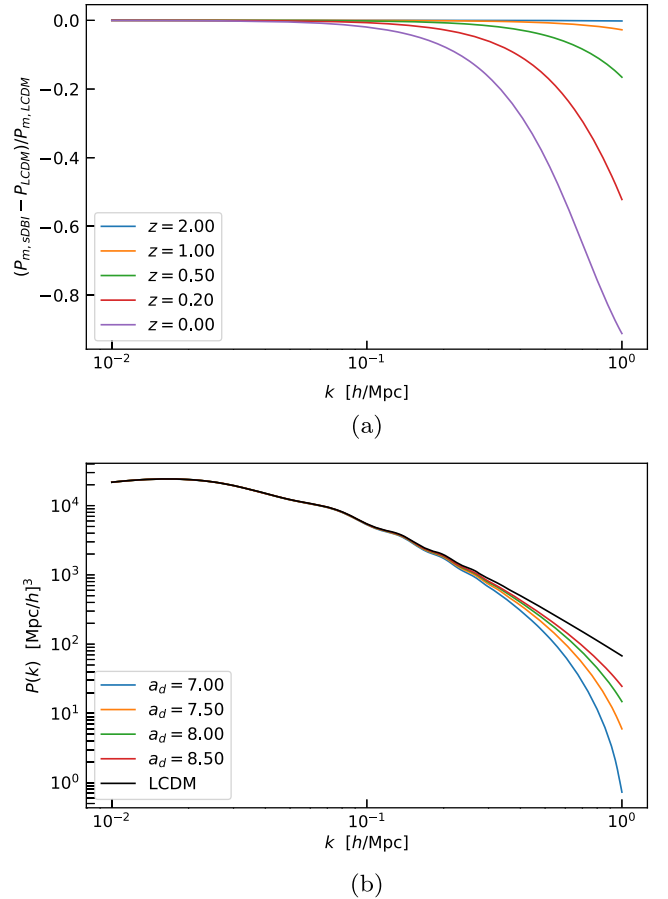 0.0
−0.2
−0.4
−0.6
−0.8
(P_{m,sDBI} − P_{LCDM})/P_{m,LCDM}
z = 2.00
z = 1.00
z = 0.50
z = 0.20
z = 0.00
10^{−2} 10^{−1} 10^{0}
k [h/Mpc]
(a)
10^{4}
10^{3}
10^{2}
10^{1}
10^{0}
P(k) [Mpc/h]^{3}
a_d = 7.00
a_d = 7.50
a_d = 8.00
a_d = 8.50
LCDM
10^{−2} 10^{−1} 10^{0}
k [h/Mpc]
(b)